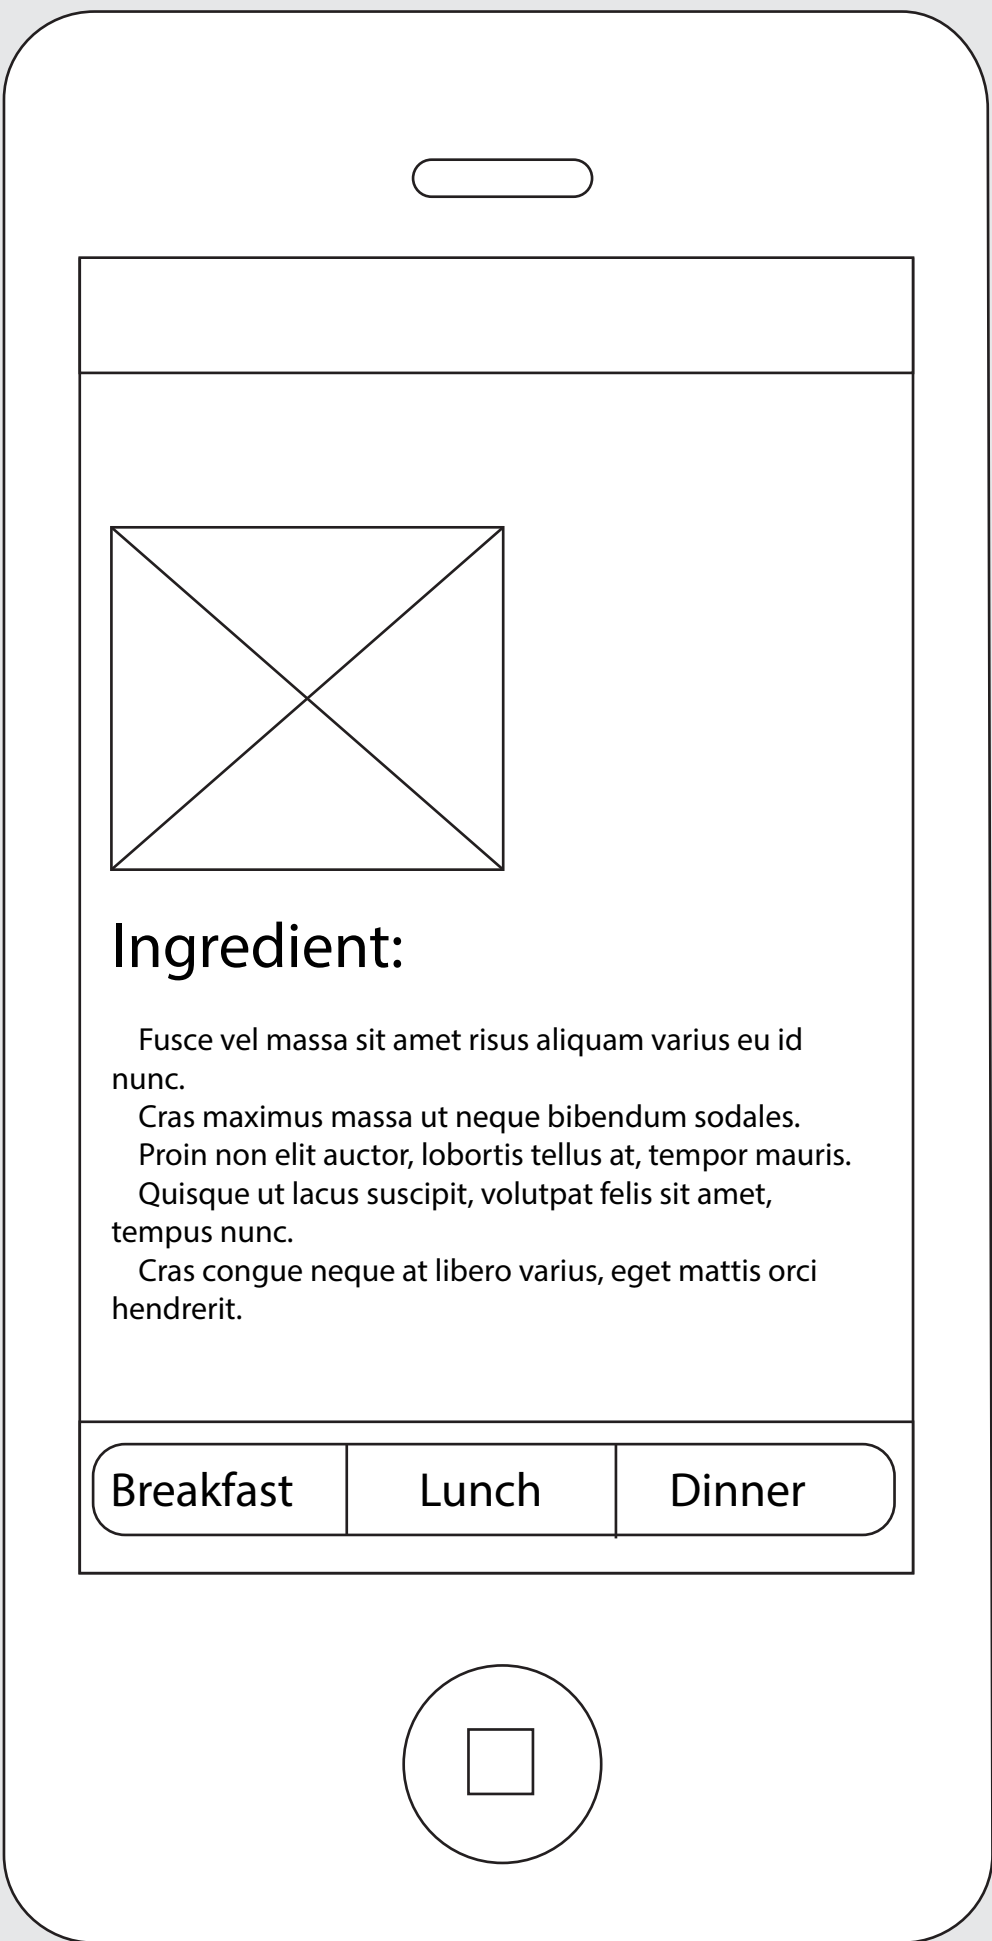 Ingredient:
Fusce vel massa sit amet risus aliquam varius eu id
nunc.
Cras maximus massa ut neque bibendum sodales.
Proin non elit auctor, lobortis tellus at, tempor mauris.
Quisque ut lacus suscipit, volutpat felis sit amet,
tempus nunc.
Cras congue neque at libero varius, eget mattis orci
hendrerit.
Breakfast Lunch Dinner